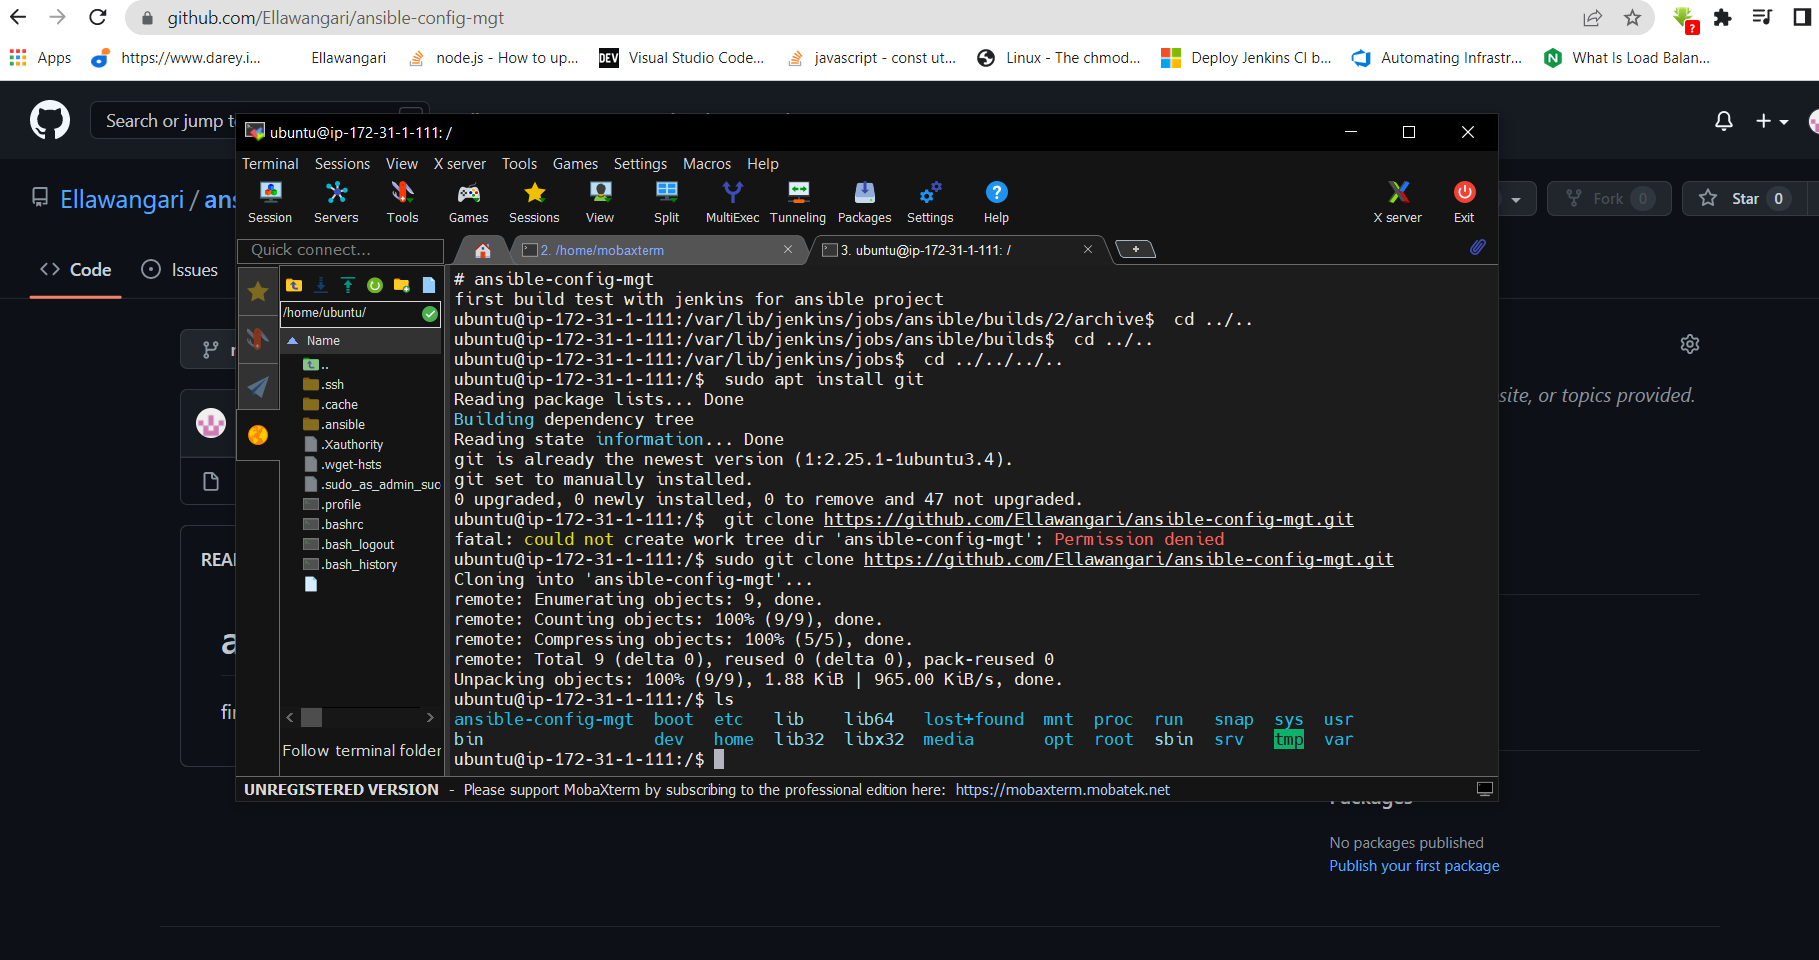 github.com/Ellawangari/ansible-config-mgt
Apps
https://www.darey.i...
Ellawangari
node.js - How to up...
DEV
Visual Studio Code...
javascript - const ut...
Linux - The chmod...
Deploy Jenkins CI b...
Automating Infrastr...
N
What Is Load Balan...
Search or jump t
Ellawangari / ans
Fork 0
Star 0
Code
Issues
ubuntu@ip-172-31-1-111: /
Terminal Sessions View X server Tools Games Settings Macros Help
Session Servers Tools Games Sessions View Split MultiExec Tunneling Packages Settings Help
X server Exit
Quick connect...
2. /home/mobaxterm
3. ubuntu@ip-172-31-1-111: /
/home/ubuntu/
Name
..
.ssh
.cache
.ansible
.Xauthority
.wget-hsts
.sudo_as_admin_suc
.profile
.bashrc
.bash_logout
.bash_history
Follow terminal folder
# ansible-config-mgt
first build test with jenkins for ansible project
ubuntu@ip-172-31-1-111:/var/lib/jenkins/jobs/ansible/builds/2/archive$  cd ../..
ubuntu@ip-172-31-1-111:/var/lib/jenkins/jobs/ansible/builds$  cd ../..
ubuntu@ip-172-31-1-111:/var/lib/jenkins/jobs$  cd ../../../..
ubuntu@ip-172-31-1-111:/$  sudo apt install git
Reading package lists... Done
Building dependency tree
Reading state information... Done
git is already the newest version (1:2.25.1-1ubuntu3.4).
git set to manually installed.
0 upgraded, 0 newly installed, 0 to remove and 47 not upgraded.
ubuntu@ip-172-31-1-111:/$  git clone https://github.com/Ellawangari/ansible-config-mgt.git
fatal: could not create work tree dir 'ansible-config-mgt': Permission denied
ubuntu@ip-172-31-1-111:/$ sudo git clone https://github.com/Ellawangari/ansible-config-mgt.git
Cloning into 'ansible-config-mgt'...
remote: Enumerating objects: 9, done.
remote: Counting objects: 100% (9/9), done.
remote: Compressing objects: 100% (5/5), done.
remote: Total 9 (delta 0), reused 0 (delta 0), pack-reused 0
Unpacking objects: 100% (9/9), 1.88 KiB | 965.00 KiB/s, done.
ubuntu@ip-172-31-1-111:/$ ls
ansible-config-mgt  boot  etc   lib    lib64   lost+found  mnt  proc  run   snap  sys  usr
bin                 dev   home  lib32  libx32  media       opt  root  sbin  srv   tmp  var
ubuntu@ip-172-31-1-111:/$
UNREGISTERED VERSION - Please support MobaXterm by subscribing to the professional edition here: https://mobaxterm.mobatek.net
site, or topics provided.
REA
a
fi
Packages
No packages published
Publish your first package